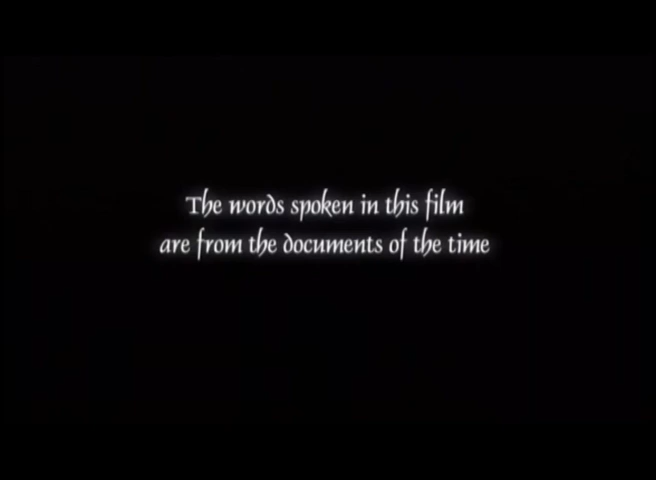 The words spoken in this film
are from the documents of the time